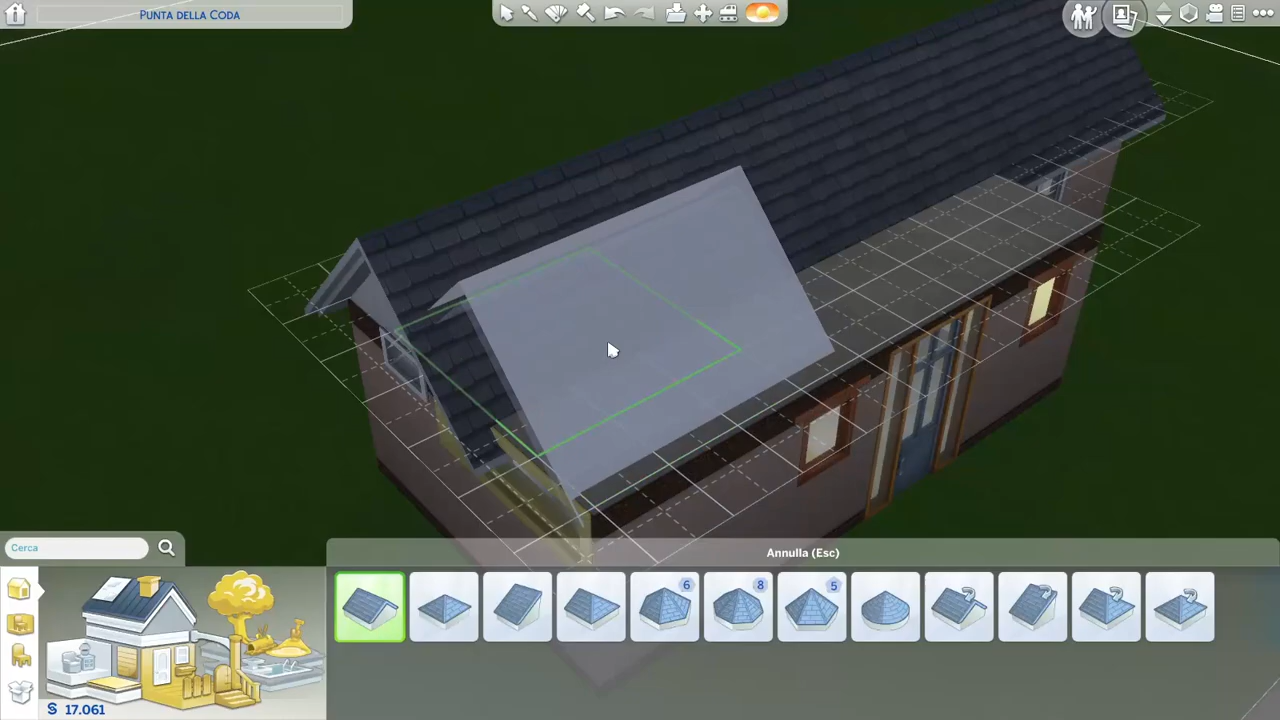 PUNTA DELLA CODA
Annulla (Esc)
Cerca
6
8
5
S 17.061